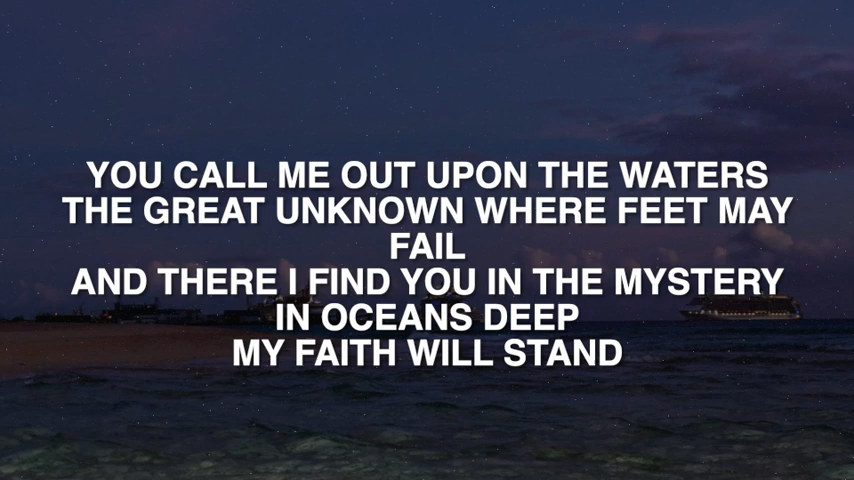 YOU CALL ME OUT UPON THE WATERS
THE GREAT UNKNOWN WHERE FEET MAY
FAIL
AND THERE I FIND YOU IN THE MYSTERY
IN OCEANS DEEP
MY FAITH WILL STAND